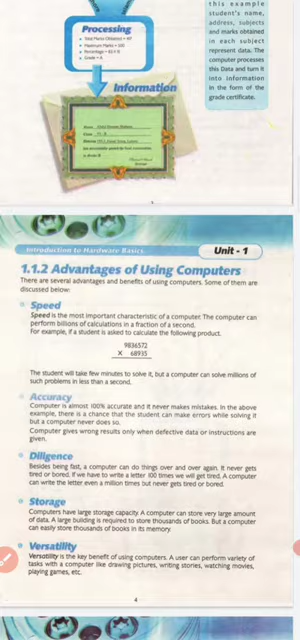 this example
student's name,
address, subjects
and marks obtained
in each subject
represent data. The
computer processes
this Data and turn it
into information
in the form of the
grade certificate.
Processing
Total Marks Obtained =
Maximum Marks = 100
Percentage =
Grade = A
Information
Name
Class
3
Introduction to Hardware Basics
Unit - 1
1.1.2 Advantages of Using Computers
There are several advantages and benefits of using computers. Some of them are
discussed below:
Speed
Speed is the most important characteristic of a computer. The computer can
perform billions of calculations in a fraction of a second.
For example, if a student is asked to calculate the following product.
9836572
X 68935
The student will take few minutes to solve it, but a computer can solve millions of
such problems in less than a second.
Accuracy
Computer is almost 100% accurate and it never makes mistakes. In the above
example, there is a chance that the student can make errors while solving it
but a computer never does so.
Computer gives wrong results only when defective data or instructions are
given.
Diligence
Besides being fast, a computer can do things over and over again. It never gets
tired or bored. If we have to write a letter 100 times we will get tired. A computer
can write the letter even a million times but never gets tired or bored.
Storage
Computers have large storage capacity. A computer can store very large amount
of data. A large building is required to store thousands of books. But a computer
can easily store thousands of books in its memory.
Versatility
Versatility is the key benefit of using computers. A user can perform variety of
tasks with a computer like drawing pictures, writing stories, watching movies,
playing games, etc.
4